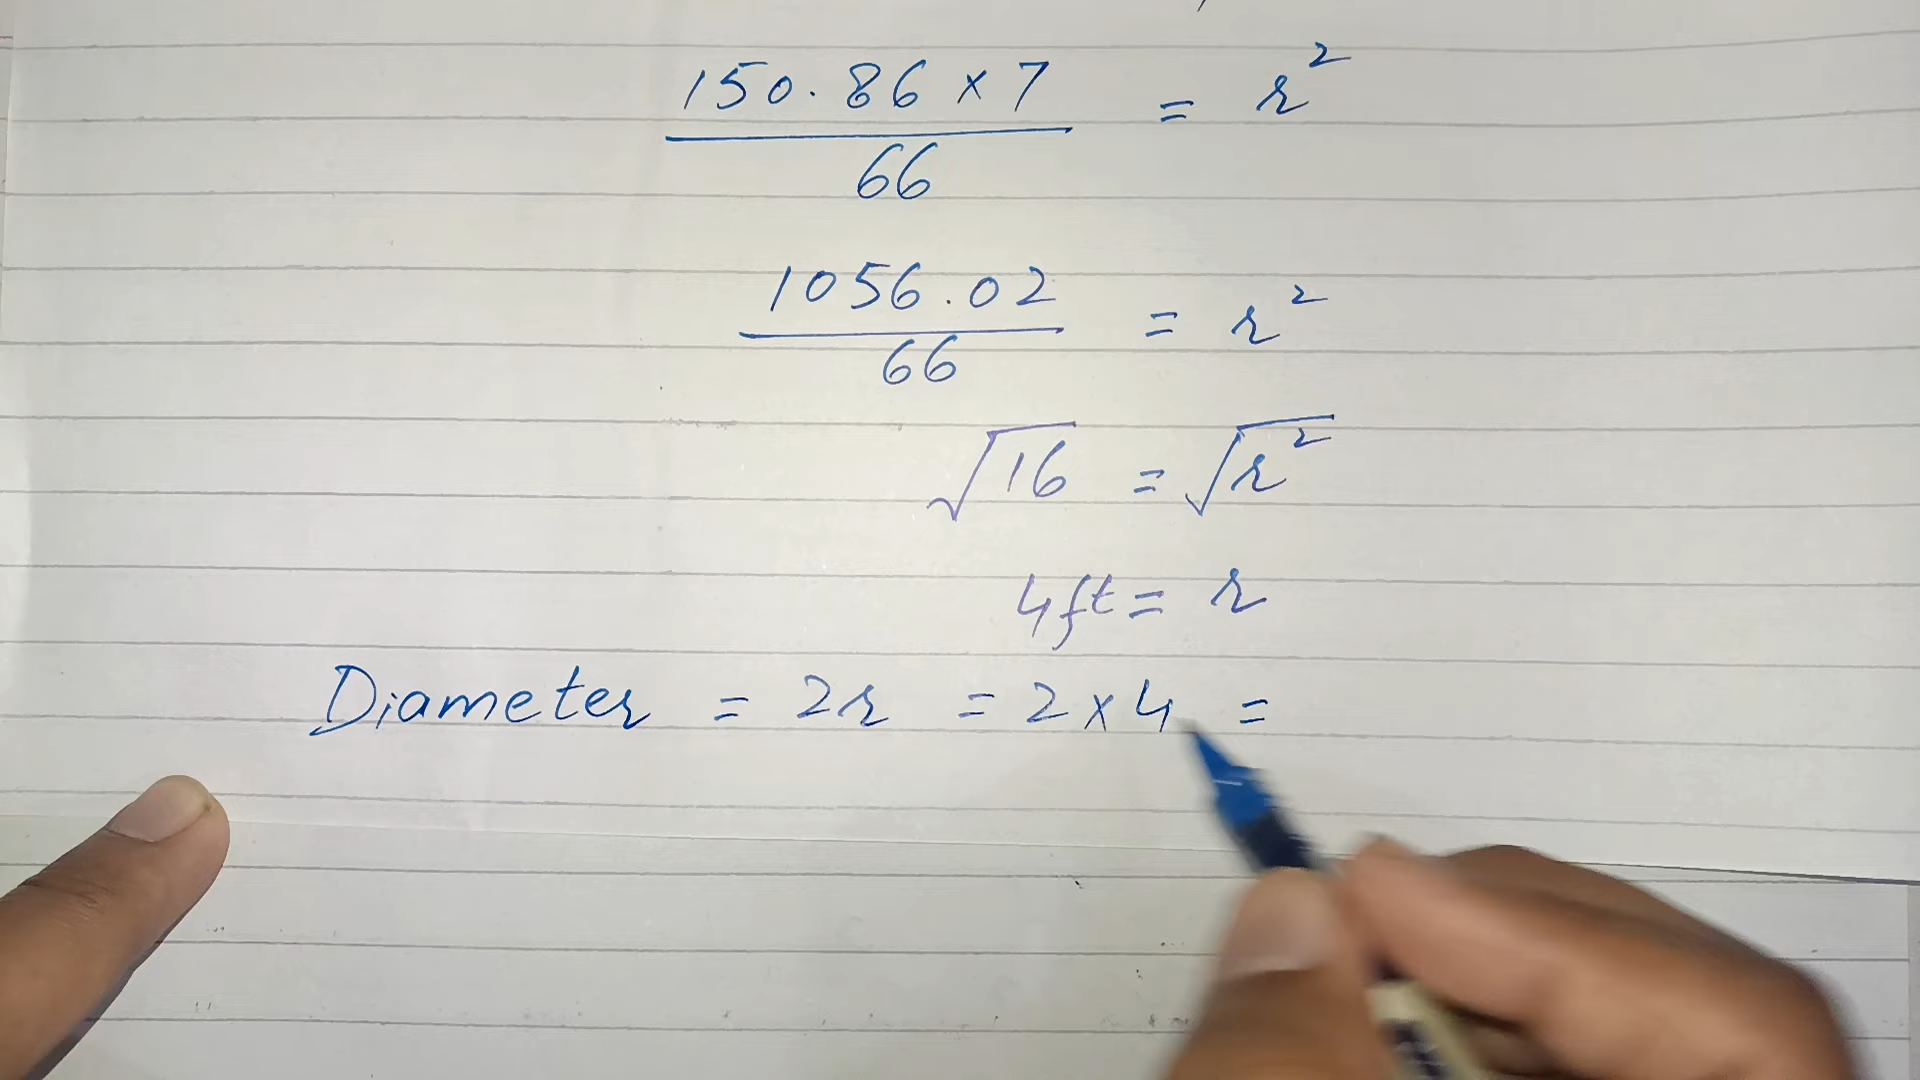 150.86 × 7
66
= r²
1056.02
66
= r²
√16 = √r²
4ft = r
Diameter = 2r = 2 × 4 =